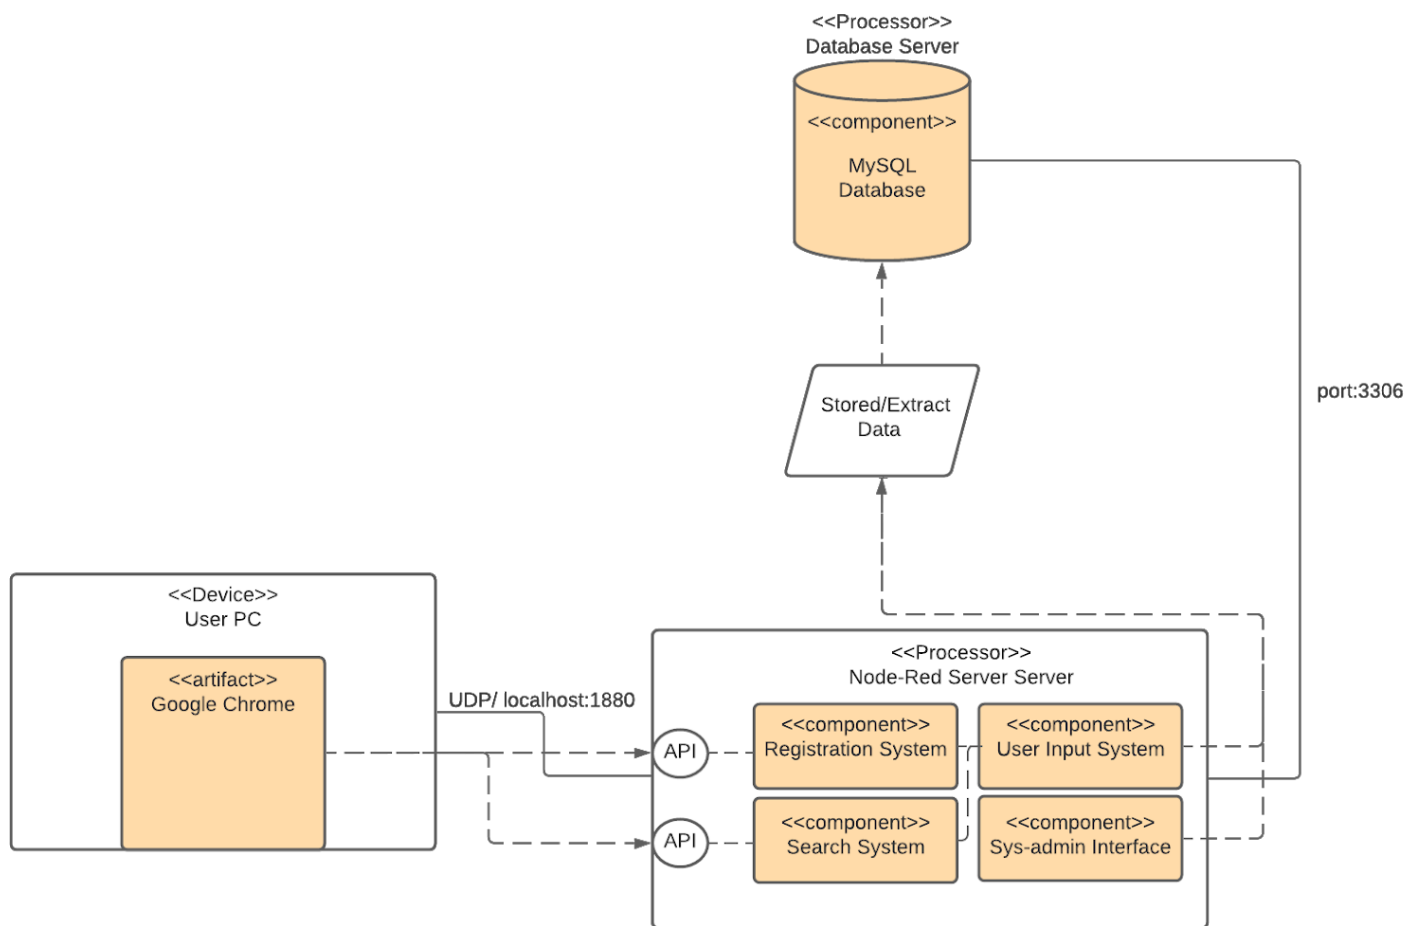 <<Processor>>
Database Server
<<component>>
MySQL
Database
Stored/Extract
Data
port:3306
<<Device>>
User PC
<<artifact>>
Google Chrome
UDP/ localhost:1880
<<Processor>>
Node-Red Server Server
API
<<component>>
Registration System
<<component>>
User Input System
API
<<component>>
Search System
<<component>>
Sys-admin Interface